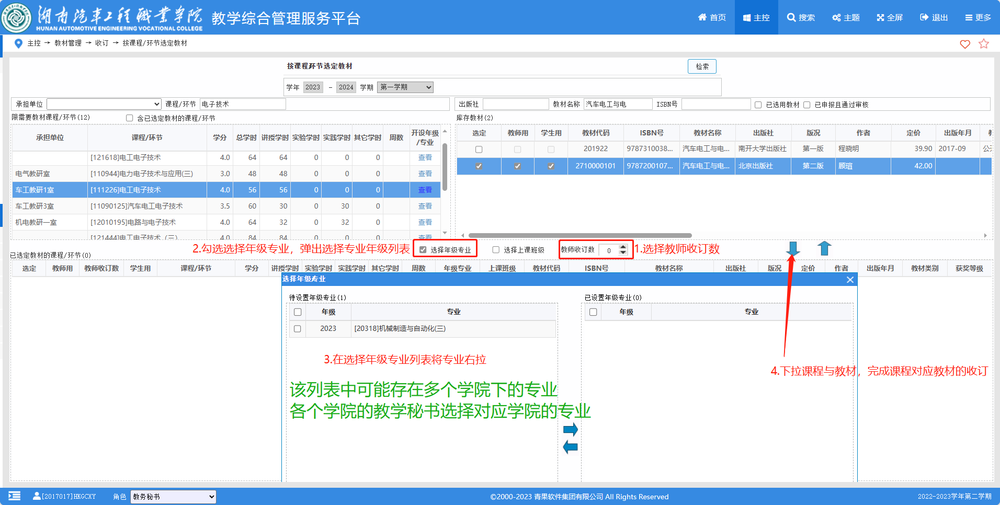 湖南汽车工程职业学院
HUNAN AUTOMOTIVE ENGINEERING VOCATIONAL COLLEGE
教学综合管理服务平台
首页 主控 搜索 主题 全屏 退出 更多
主控 → 教材管理 → 收订 → 按课程/环节选定教材
按课程/环节选定教材
检索
学年 2023 - 2024 学期 第一学期
承担单位 课程/环节 电子技术
出版社 教材名称 汽车电工与电 ISBN号 已选用教材 已申报且通过审核
限需要教材课程/环节(12) 含已选定教材的课程/环节
库存教材(2)
承担单位 课程/环节 学分 总学时 讲授学时 实验学时 实践学时 其它学时 周数 开设年级/专业
[121618]电工电子技术 4.0 64 64 0 0 0 查看
电气教研室 [110944]电力电子技术与应用(三) 3.0 48 48 0 0 0 查看
车工教研1室 [111226]电工电子技术 4.0 56 56 0 0 0 查看
车工教研3室 [11090125]汽车电工电子技术 3.5 60 30 0 30 0 查看
机电教研一室 [12010195]电路与电子技术 4.0 64 32 0 32 0 查看
[121444]电工电子技术（三） 4.0 84 84 0 0 0 查看
选定 教师用 学生用 教材代码 ISBN号 教材名称 出版社 版况 作者 定价 出版年月
201922 9787310038... 汽车电工与电... 南开大学出版社 第一版 程晓明 39.90 2017-09 公
2710000101 9787200107... 汽车电工与电... 北京出版社 第二版 顾瑄 42.00
2.勾选选择年级专业，弹出选择专业年级列表
选择年级专业 选择上课班级 教师收订数 0
1.选择教师收订数
已选定教材的课程/环节(0)
选定 教师用 教师收订数 学生用 课程/环节 学分 讲授学时 实验学时 实践学时 其它学时 周数 年级专业 上课班级 教材代码 ISBN号 教材名称 出版社 版况 定价 作者 出版年月 教材类别 获奖等级
选择年级专业
待设置年级专业(1)
年级 专业
2023 [20318]机械制造与自动化(三)
已设置年级专业(0)
年级 专业
3.在选择年级专业列表将专业右拉
4.下拉课程与教材，完成课程对应教材的收订
该列表中可能存在多个学院下的专业
各个学院的教学秘书选择对应学院的专业
[2017017]HKGCXY 角色 教务秘书
©2000-2023 青果软件集团有限公司 All Rights Reserved
2022-2023学年第二学期